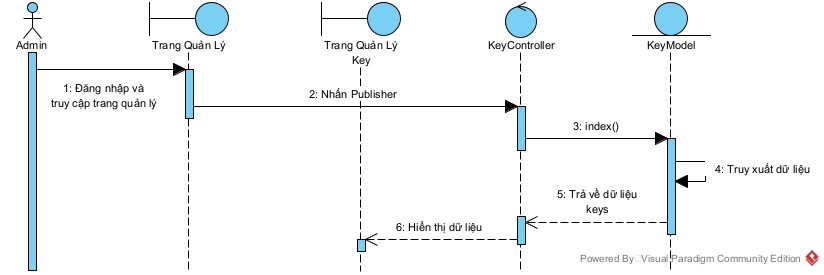 Admin
Trang Quản Lý
Trang Quản Lý
Key
KeyController
KeyModel
1: Đăng nhập và
truy cập trang quản lý
2: Nhấn Publisher
3: index()
4: Truy xuất dữ liệu
5: Trả về dữ liệu
keys
6: Hiển thị dữ liệu
Powered By Visual Paradigm Community Edition